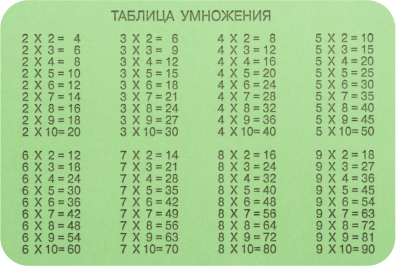 ТАБЛИЦА УМНОЖЕНИЯ
2 X 2 = 4 3 X 2 = 6 4 X 2 = 8 5 X 2 = 10
2 X 3 = 6 3 X 3 = 9 4 X 3 = 12 5 X 3 = 15
2 X 4 = 8 3 X 4 = 12 4 X 4 = 16 5 X 4 = 20
2 X 5 = 10 3 X 5 = 15 4 X 5 = 20 5 X 5 = 25
2 X 6 = 12 3 X 6 = 18 4 X 6 = 24 5 X 6 = 30
2 X 7 = 14 3 X 7 = 21 4 X 7 = 28 5 X 7 = 35
2 X 8 = 16 3 X 8 = 24 4 X 8 = 32 5 X 8 = 40
2 X 9 = 18 3 X 9 = 27 4 X 9 = 36 5 X 9 = 45
2 X 10= 20 3 X 10= 30 4 X 10= 40 5 X 10= 50
6 X 2 = 12 7 X 2 = 14 8 X 2 = 16 9 X 2 = 18
6 X 3 = 18 7 X 3 = 21 8 X 3 = 24 9 X 3 = 27
6 X 4 = 24 7 X 4 = 28 8 X 4 = 32 9 X 4 = 36
6 X 5 = 30 7 X 5 = 35 8 X 5 = 40 9 X 5 = 45
6 X 6 = 36 7 X 6 = 42 8 X 6 = 48 9 X 6 = 54
6 X 7 = 42 7 X 7 = 49 8 X 7 = 56 9 X 7 = 63
6 X 8 = 48 7 X 8 = 56 8 X 8 = 64 9 X 8 = 72
6 X 9 = 54 7 X 9 = 63 8 X 9 = 72 9 X 9 = 81
6 X 10= 60 7 X 10= 70 8 X 10= 80 9 X 10= 90